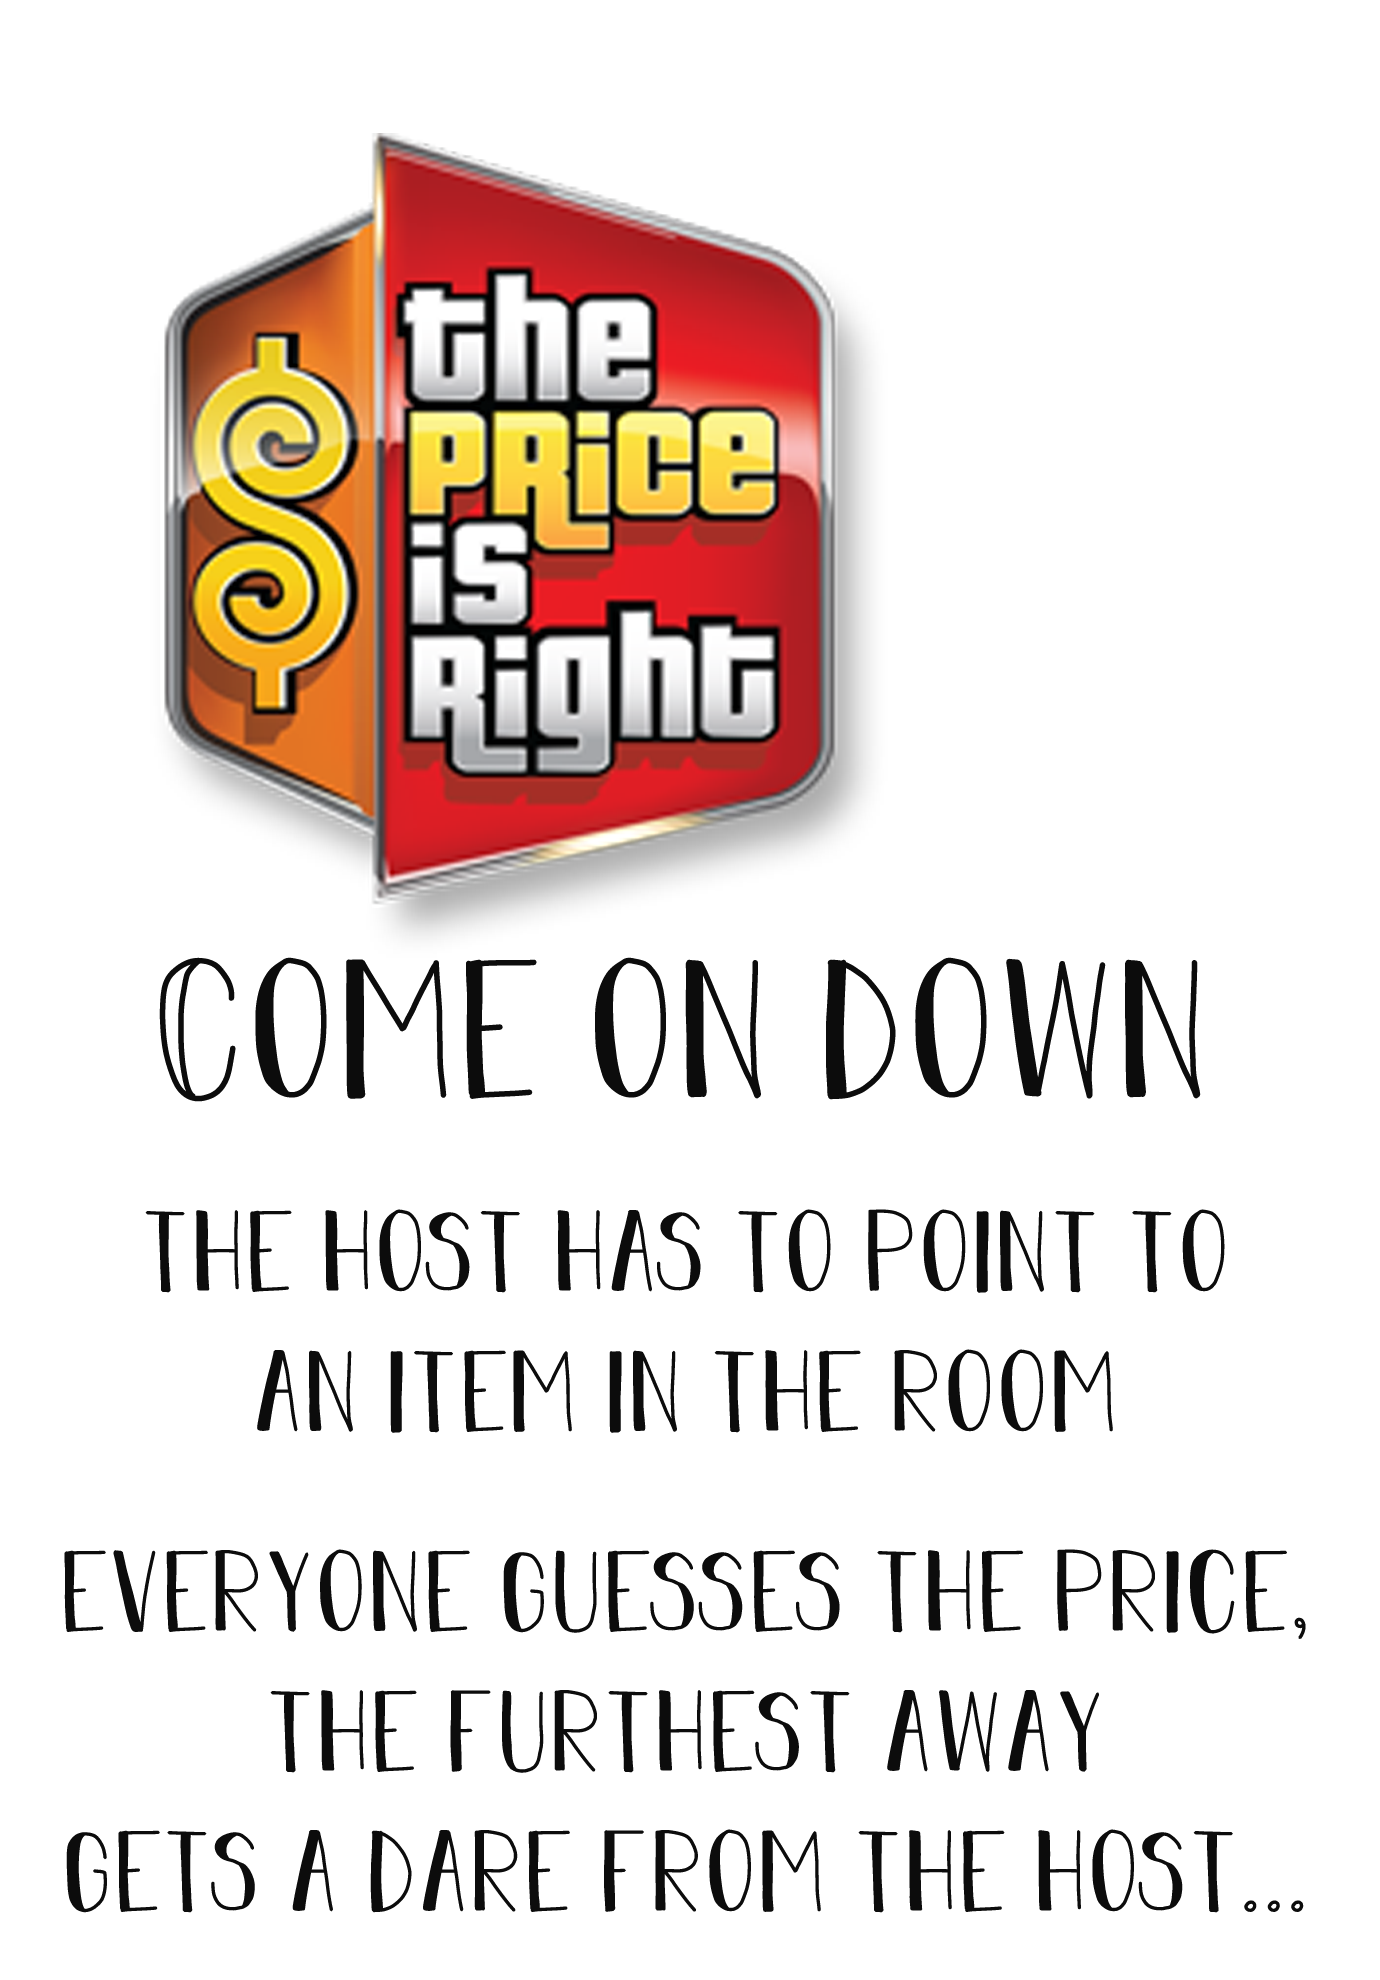 $
the
PRice
is
Right
COME ON DOWN
THE HOST HAS TO POINT TO
AN ITEM IN THE ROOM
EVERYONE GUESSES THE PRICE,
THE FURTHEST AWAY
GETS A DARE FROM THE HOST...